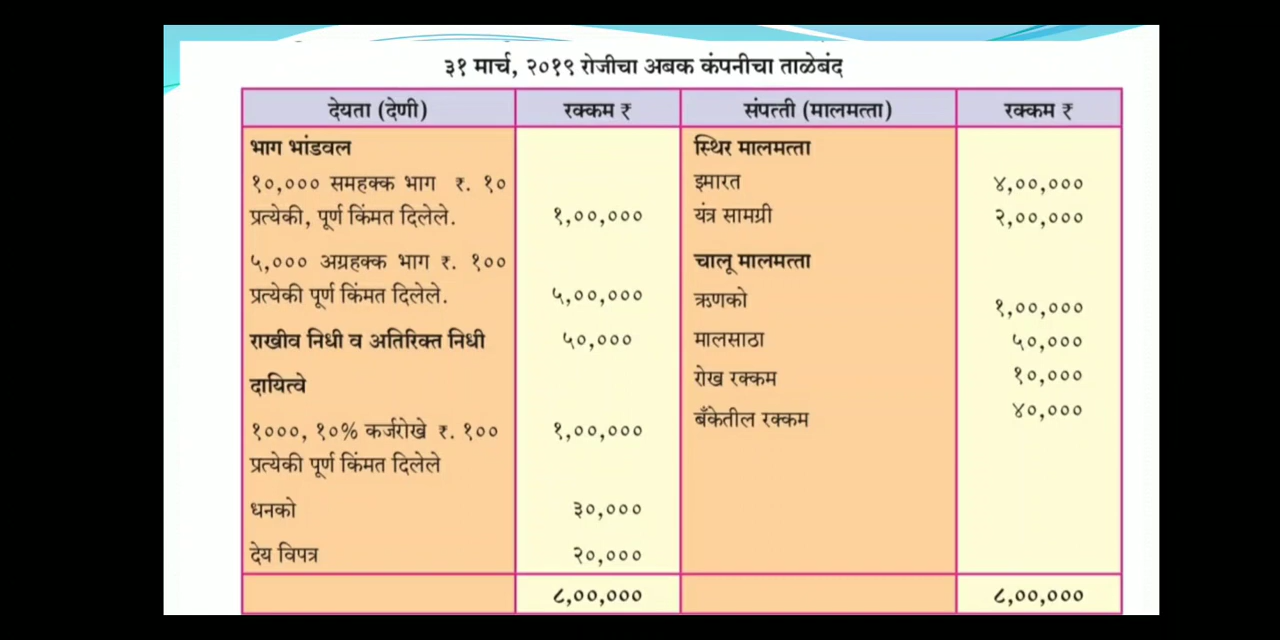 ३१ मार्च, २०१९ रोजीचा अबक कंपनीचा ताळेबंद
देयता (देणी) रक्कम ₹ संपत्ती (मालमत्ता) रक्कम ₹
भाग भांडवल स्थिर मालमत्ता
१०,००० समहक्क भाग ₹. १० इमारत ४,००,०००
प्रत्येकी, पूर्ण किंमत दिलेले. १,००,००० यंत्र सामग्री २,००,०००
५,००० अग्रहक्क भाग ₹. १०० चालू मालमत्ता
प्रत्येकी पूर्ण किंमत दिलेले. ५,००,००० ऋणको १,००,०००
राखीव निधी व अतिरिक्त निधी ५०,००० मालसाठा ५०,०००
दायित्वे रोख रक्कम १०,०००
१०००, १०% कर्जरोखे ₹. १०० १,००,००० बँकेतील रक्कम ४०,०००
प्रत्येकी पूर्ण किंमत दिलेले
धनको ३०,०००
देय विपत्र २०,०००
८,००,००० ८,००,०००